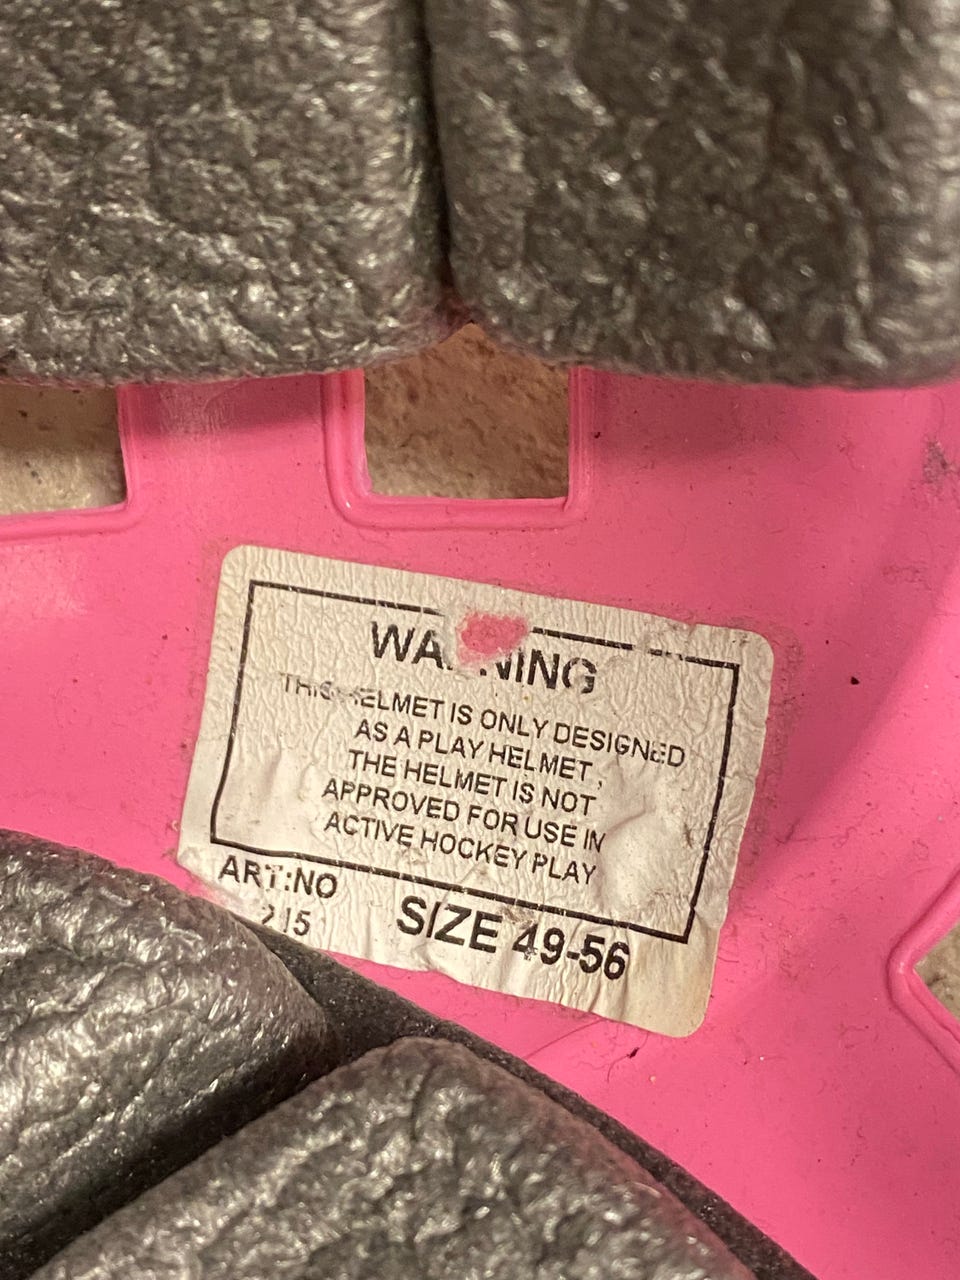 WARNING
THIS HELMET IS ONLY DESIGNED
AS A PLAY HELMET,
THE HELMET IS NOT
APPROVED FOR USE IN
ACTIVE HOCKEY PLAY
ART:NO
SIZE 49-56